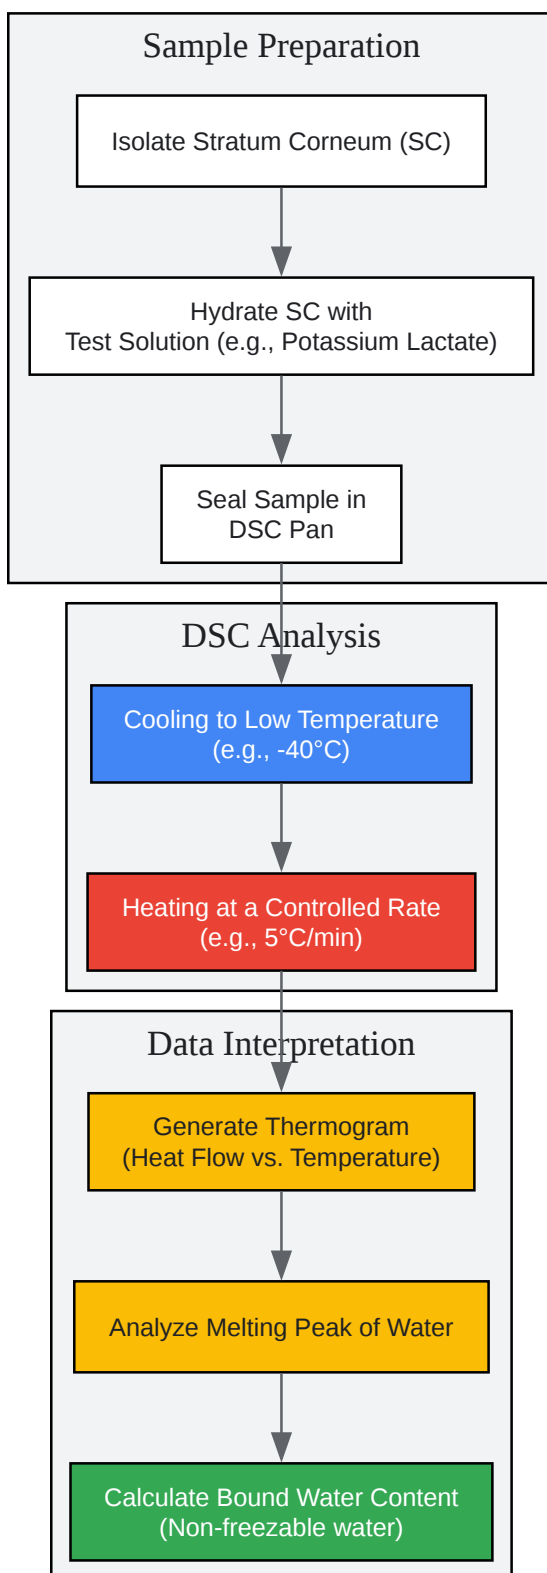 Sample Preparation
Isolate Stratum Corneum (SC)
Hydrate SC with
Test Solution (e.g., Potassium Lactate)
Seal Sample in
DSC Pan
DSC Analysis
Cooling to Low Temperature
(e.g., -40°C)
Heating at a Controlled Rate
(e.g., 5°C/min)
Data Interpretation
Generate Thermogram
(Heat Flow vs. Temperature)
Analyze Melting Peak of Water
Calculate Bound Water Content
(Non-freezable water)